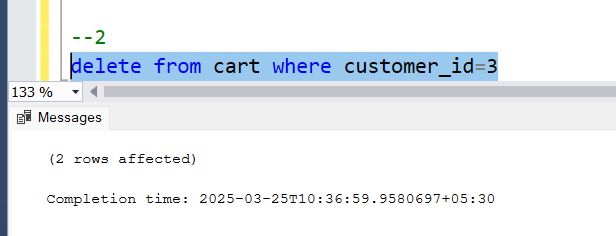 --2
delete from cart where customer_id=3
133 %
Messages
(2 rows affected)
Completion time: 2025-03-25T10:36:59.9580697+05:30